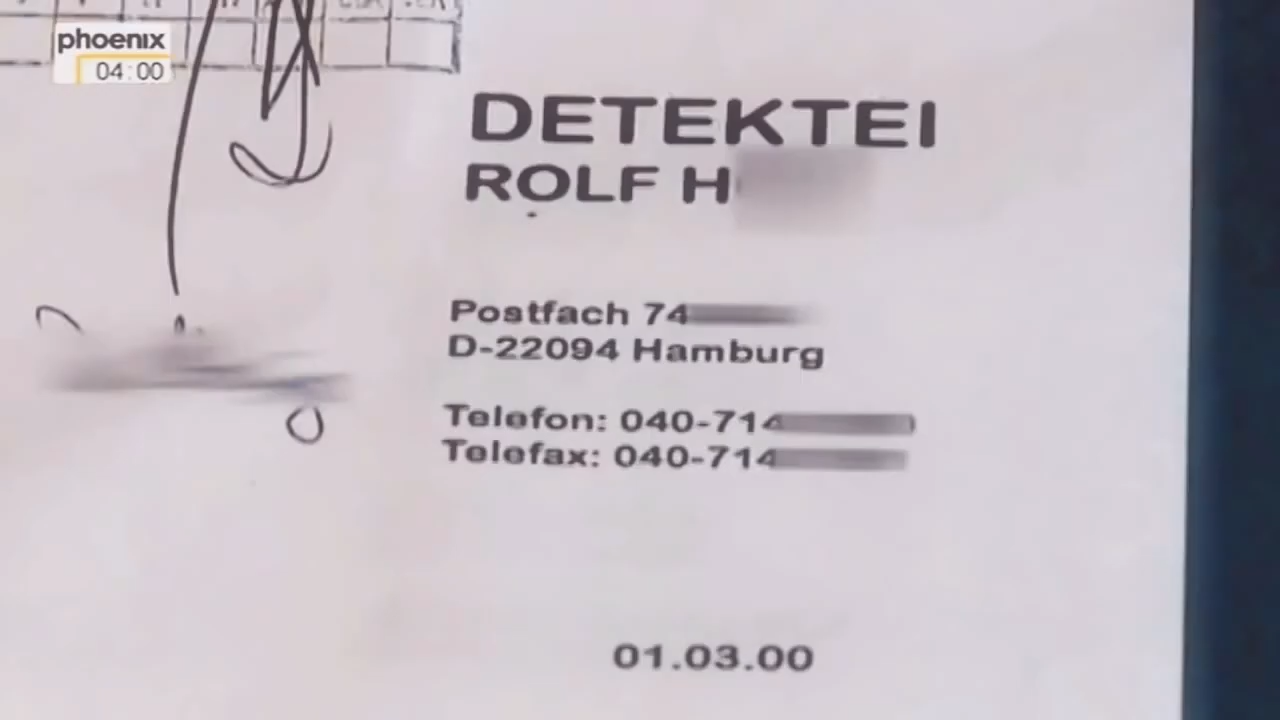 phoenix
04:00
DETEKTEI
ROLF H
Postfach 74
D-22094 Hamburg
Telefon: 040-714
Telefax: 040-714
01.03.00